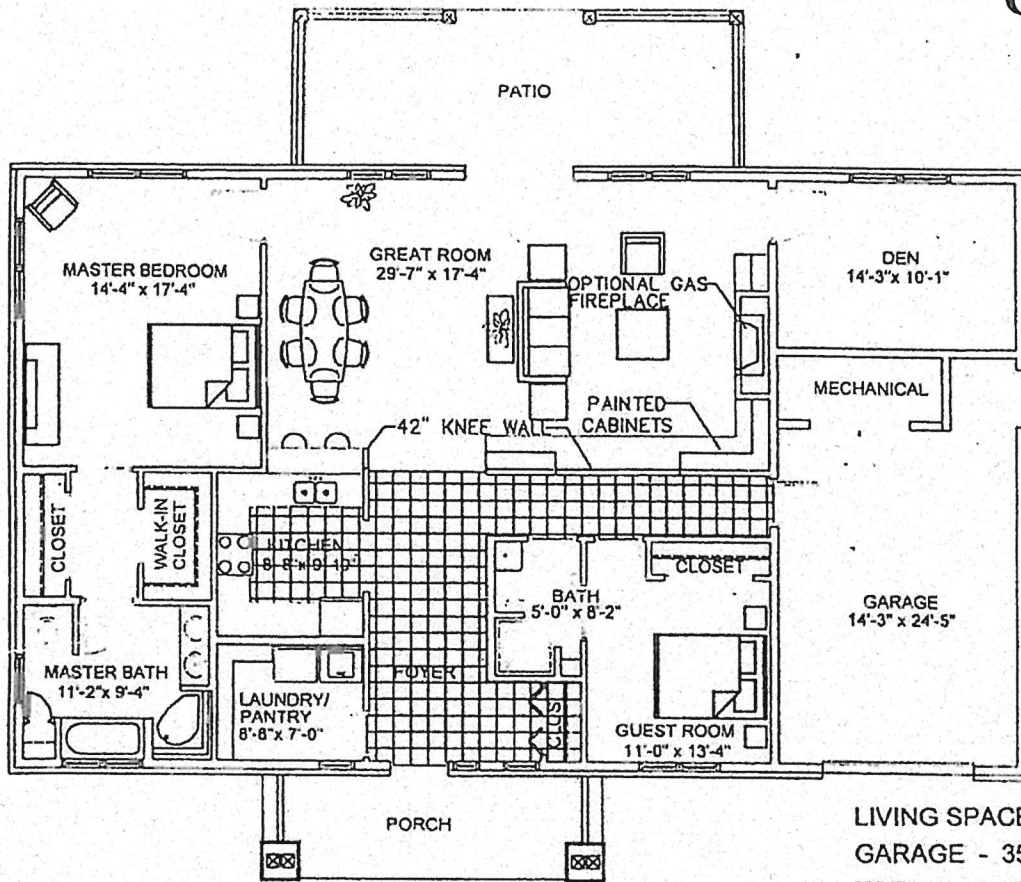 PATIO
MASTER BEDROOM
14'-4" x 17'-4"
GREAT ROOM
29'-7" x 17'-4"
OPTIONAL GAS
FIREPLACE
DEN
14'-3"x 10'-1"
MECHANICAL
42" KNEE WALL
PAINTED
CABINETS
CLOSET
WALK-IN
CLOSET
KITCHEN
CLOSET
BATH
5'-0" x 8'-2"
GARAGE
14'-3" x 24'-5"
MASTER BATH
11'-2"x 9'-4"
FOYER
LAUNDRY/
PANTRY
8'-6"x 7'-0"
CLOS
GUEST ROOM
11'-0" x 13'-4"
PORCH
LIVING SPACE
GARAGE - 35